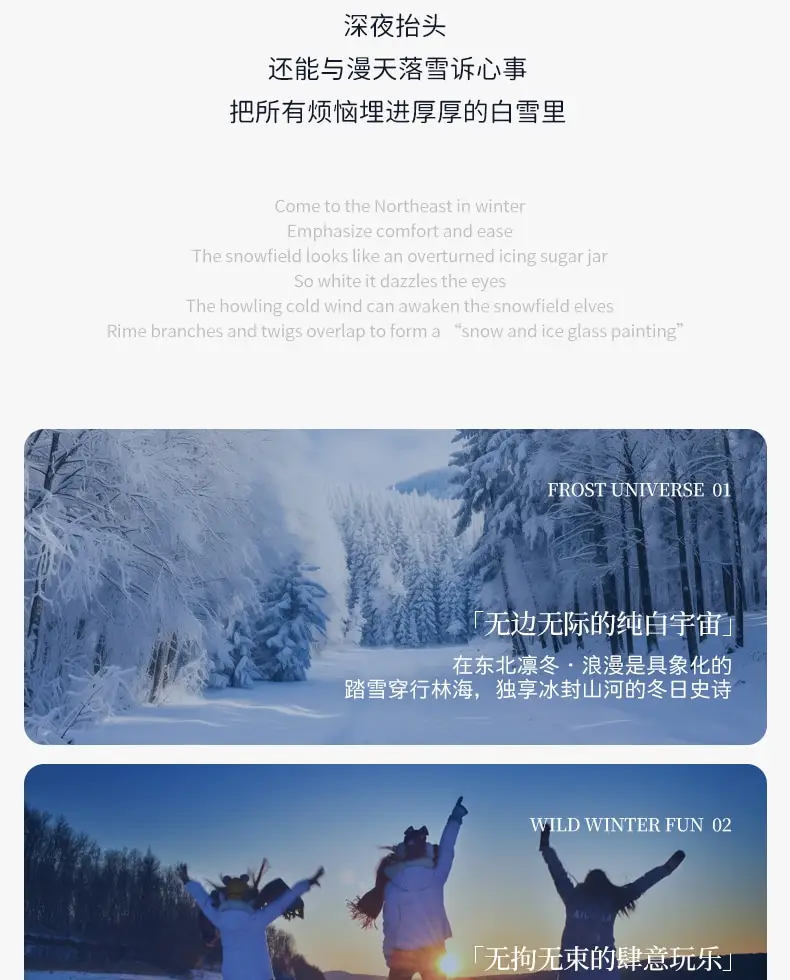 深夜抬头
还能与漫天落雪诉心事
把所有烦恼埋进厚厚的白雪里
Come to the Northeast in winter
Emphasize comfort and ease
The snowfield looks like an overturned icing sugar jar
So white it dazzles the eyes
The howling cold wind can awaken the snowfield elves
Rime branches and twigs overlap to form a “snow and ice glass painting”
FROST UNIVERSE 01
「无边无际的纯白宇宙」
在东北凛冬·浪漫是具象化的
踏雪穿行林海，独享冰封山河的冬日史诗
WILD WINTER FUN 02
「无拘无束的肆意玩乐」